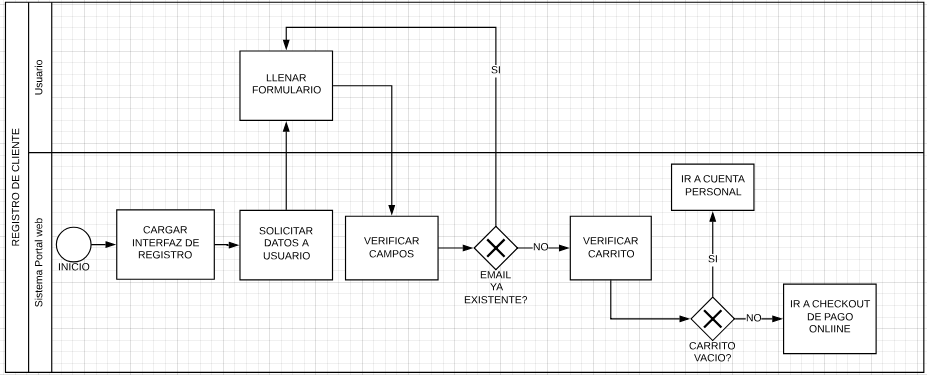 REGISTRO DE CLIENTE
Usuario
LLENAR
FORMULARIO
SI
Sistema Portal web
INICIO
CARGAR
INTERFAZ DE
REGISTRO
SOLICITAR
DATOS A
USUARIO
VERIFICAR
CAMPOS
EMAIL
YA
EXISTENTE?
NO
VERIFICAR
CARRITO
IR A CUENTA
PERSONAL
SI
CARRITO
VACIO?
NO
IR A CHECKOUT
DE PAGO
ONLIINE